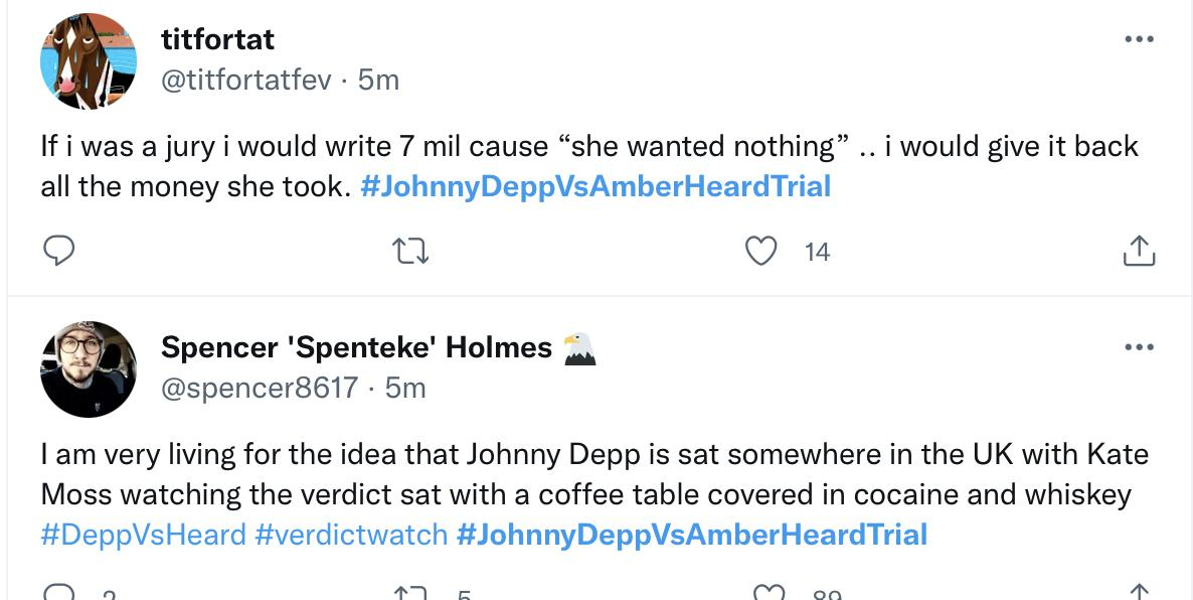 titfortat
@titfortatfev · 5m
If i was a jury i would write 7 mil cause “she wanted nothing” .. i would give it back
all the money she took. #JohnnyDeppVsAmberHeardTrial
14
Spencer 'Spenteke' Holmes
@spencer8617 · 5m
I am very living for the idea that Johnny Depp is sat somewhere in the UK with Kate
Moss watching the verdict sat with a coffee table covered in cocaine and whiskey
#DeppVsHeard #verdictwatch #JohnnyDeppVsAmberHeardTrial
2 5 89